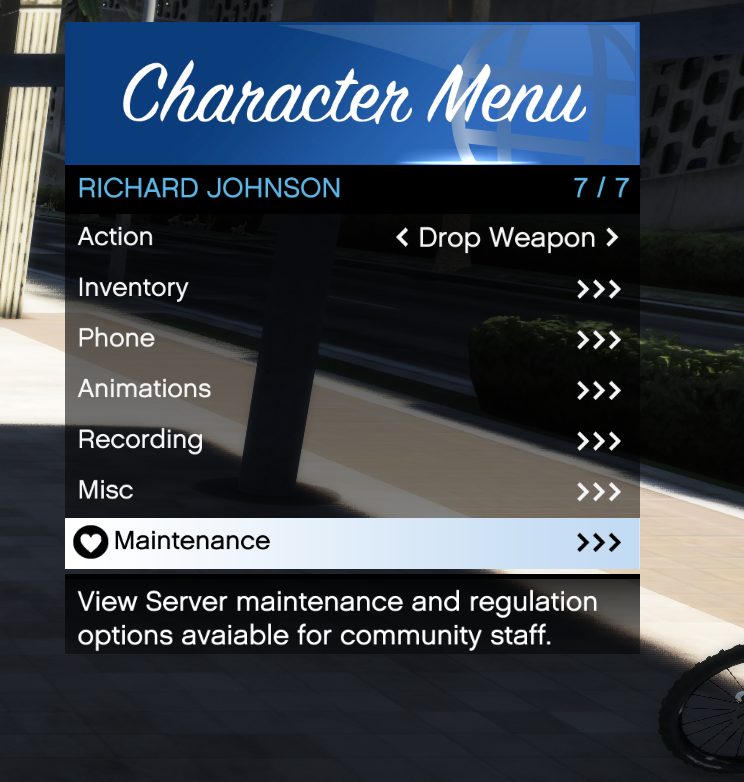 Character Menu
RICHARD JOHNSON 7 / 7
Action < Drop Weapon >
Inventory >>>
Phone >>>
Animations >>>
Recording >>>
Misc >>>
Maintenance >>>
View Server maintenance and regulation
options avaiable for community staff.